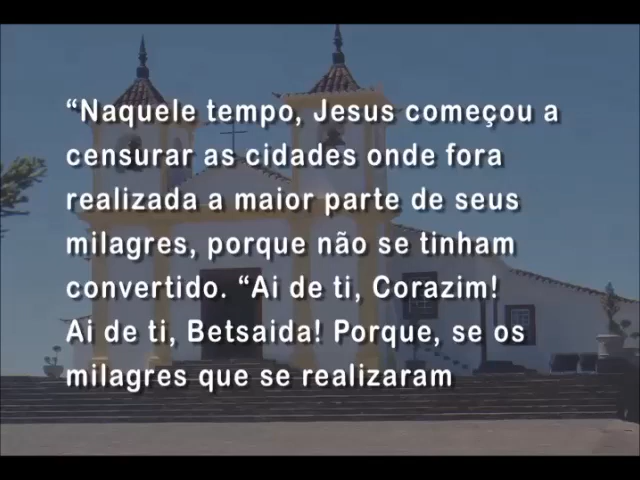 “Naquele tempo, Jesus começou a
censurar as cidades onde fora
realizada a maior parte de seus
milagres, porque não se tinham
convertido. “Ai de ti, Corazim!
Ai de ti, Betsaida! Porque, se os
milagres que se realizaram